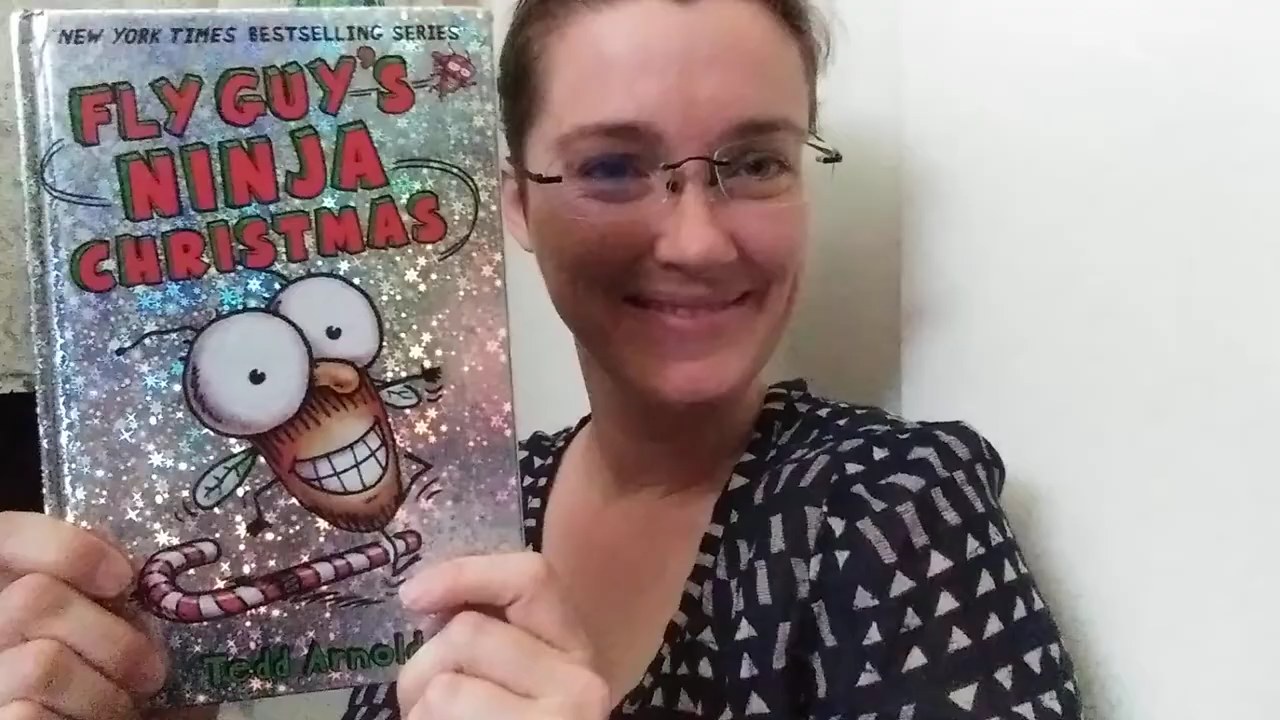 NEW YORK TIMES BESTSELLING SERIES
FLY GUY'S
NINJA
CHRISTMAS
Tedd Arnold